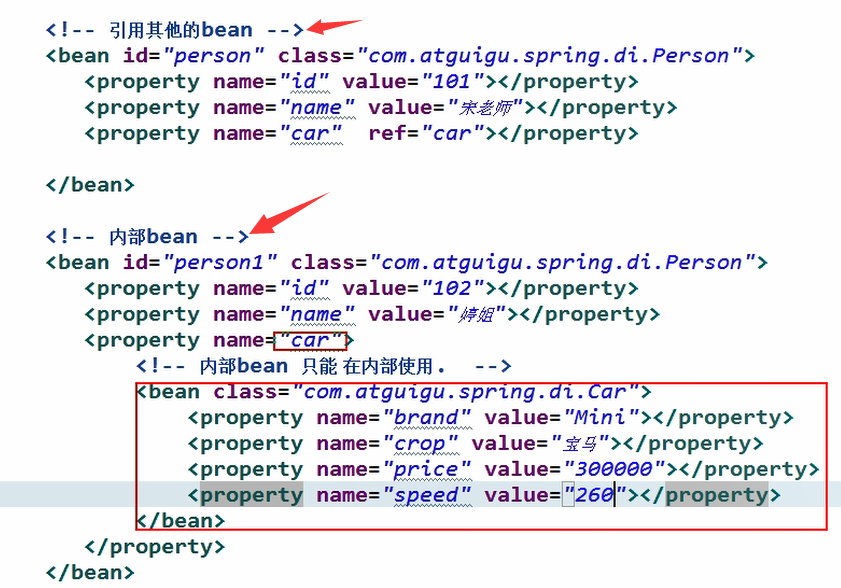 <!-- 引用其他的bean -->
<bean id="person" class="com.atguigu.spring.di.Person">
<property name="id" value="101"></property>
<property name="name" value="宋老师"></property>
<property name="car"  ref="car"></property>
</bean>
<!-- 内部bean -->
<bean id="person1" class="com.atguigu.spring.di.Person">
<property name="id" value="102"></property>
<property name="name" value="婷姐"></property>
<property name="car">
<!-- 内部bean 只能 在内部使用.  -->
<bean class="com.atguigu.spring.di.Car">
<property name="brand" value="Mini"></property>
<property name="crop" value="宝马"></property>
<property name="price" value="300000"></property>
<property name="speed" value="260"></property>
</bean>
</property>
</bean>